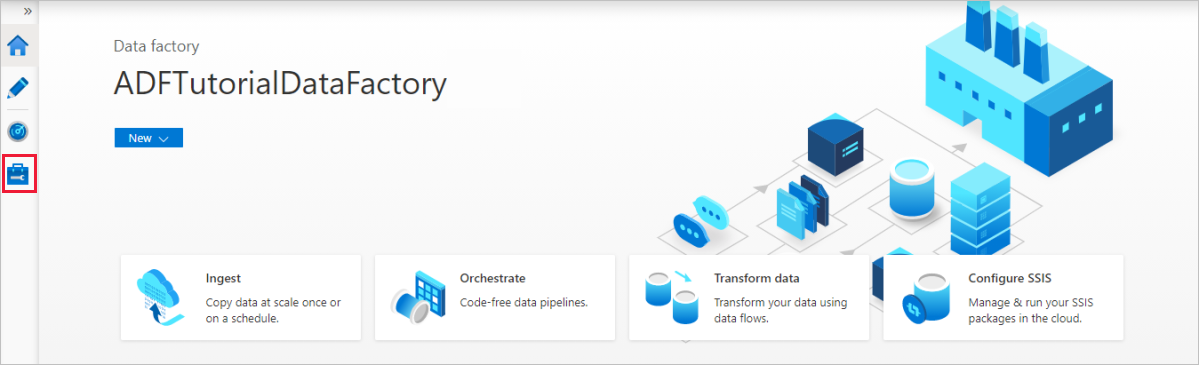 »
Data factory
ADFTutorialDataFactory
New
Ingest
Copy data at scale once or
on a schedule.
Orchestrate
Code-free data pipelines.
Transform data
Transform your data using
data flows.
Configure SSIS
Manage & run your SSIS
packages in the cloud.